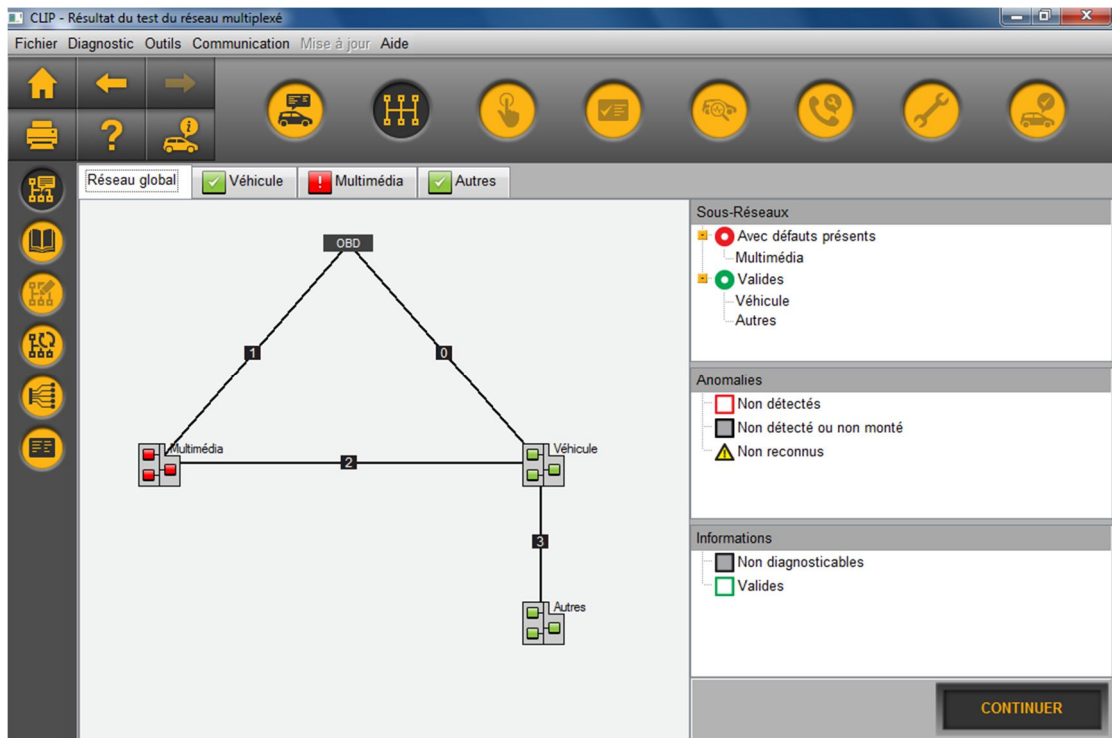 CLIP - Résultat du test du réseau multiplexé
Fichier Diagnostic Outils Communication Mise à jour Aide
Réseau global Véhicule Multimédia Autres
OBD
1
0
Multimédia
2
Véhicule
3
Autres
Sous-Réseaux
Avec défauts présents
Multimédia
Valides
Véhicule
Autres
Anomalies
Non détectés
Non détecté ou non monté
Non reconnus
Informations
Non diagnosticables
Valides
CONTINUER